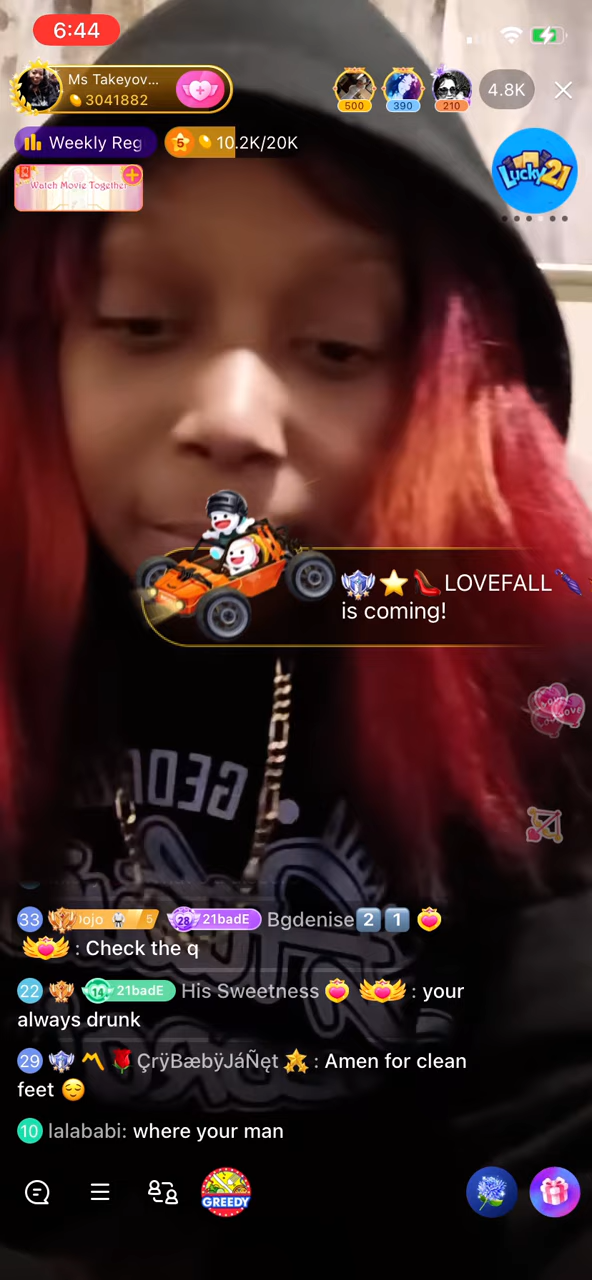 6:44
Ms Takeyov...
3041882
500
390
210
4.8K
Weekly Reg
5
10.2K/20K
Watch Movie Together
Lucky21
LOVEFALL
is coming!
33 Jojo 5 28 21badE Bgdenise 2 1
: Check the q
22 14 21badE His Sweetness : your
always drunk
29 ÇrÿBæbÿJáÑęt : Amen for clean
feet
10 lalababi: where your man
GREEDY